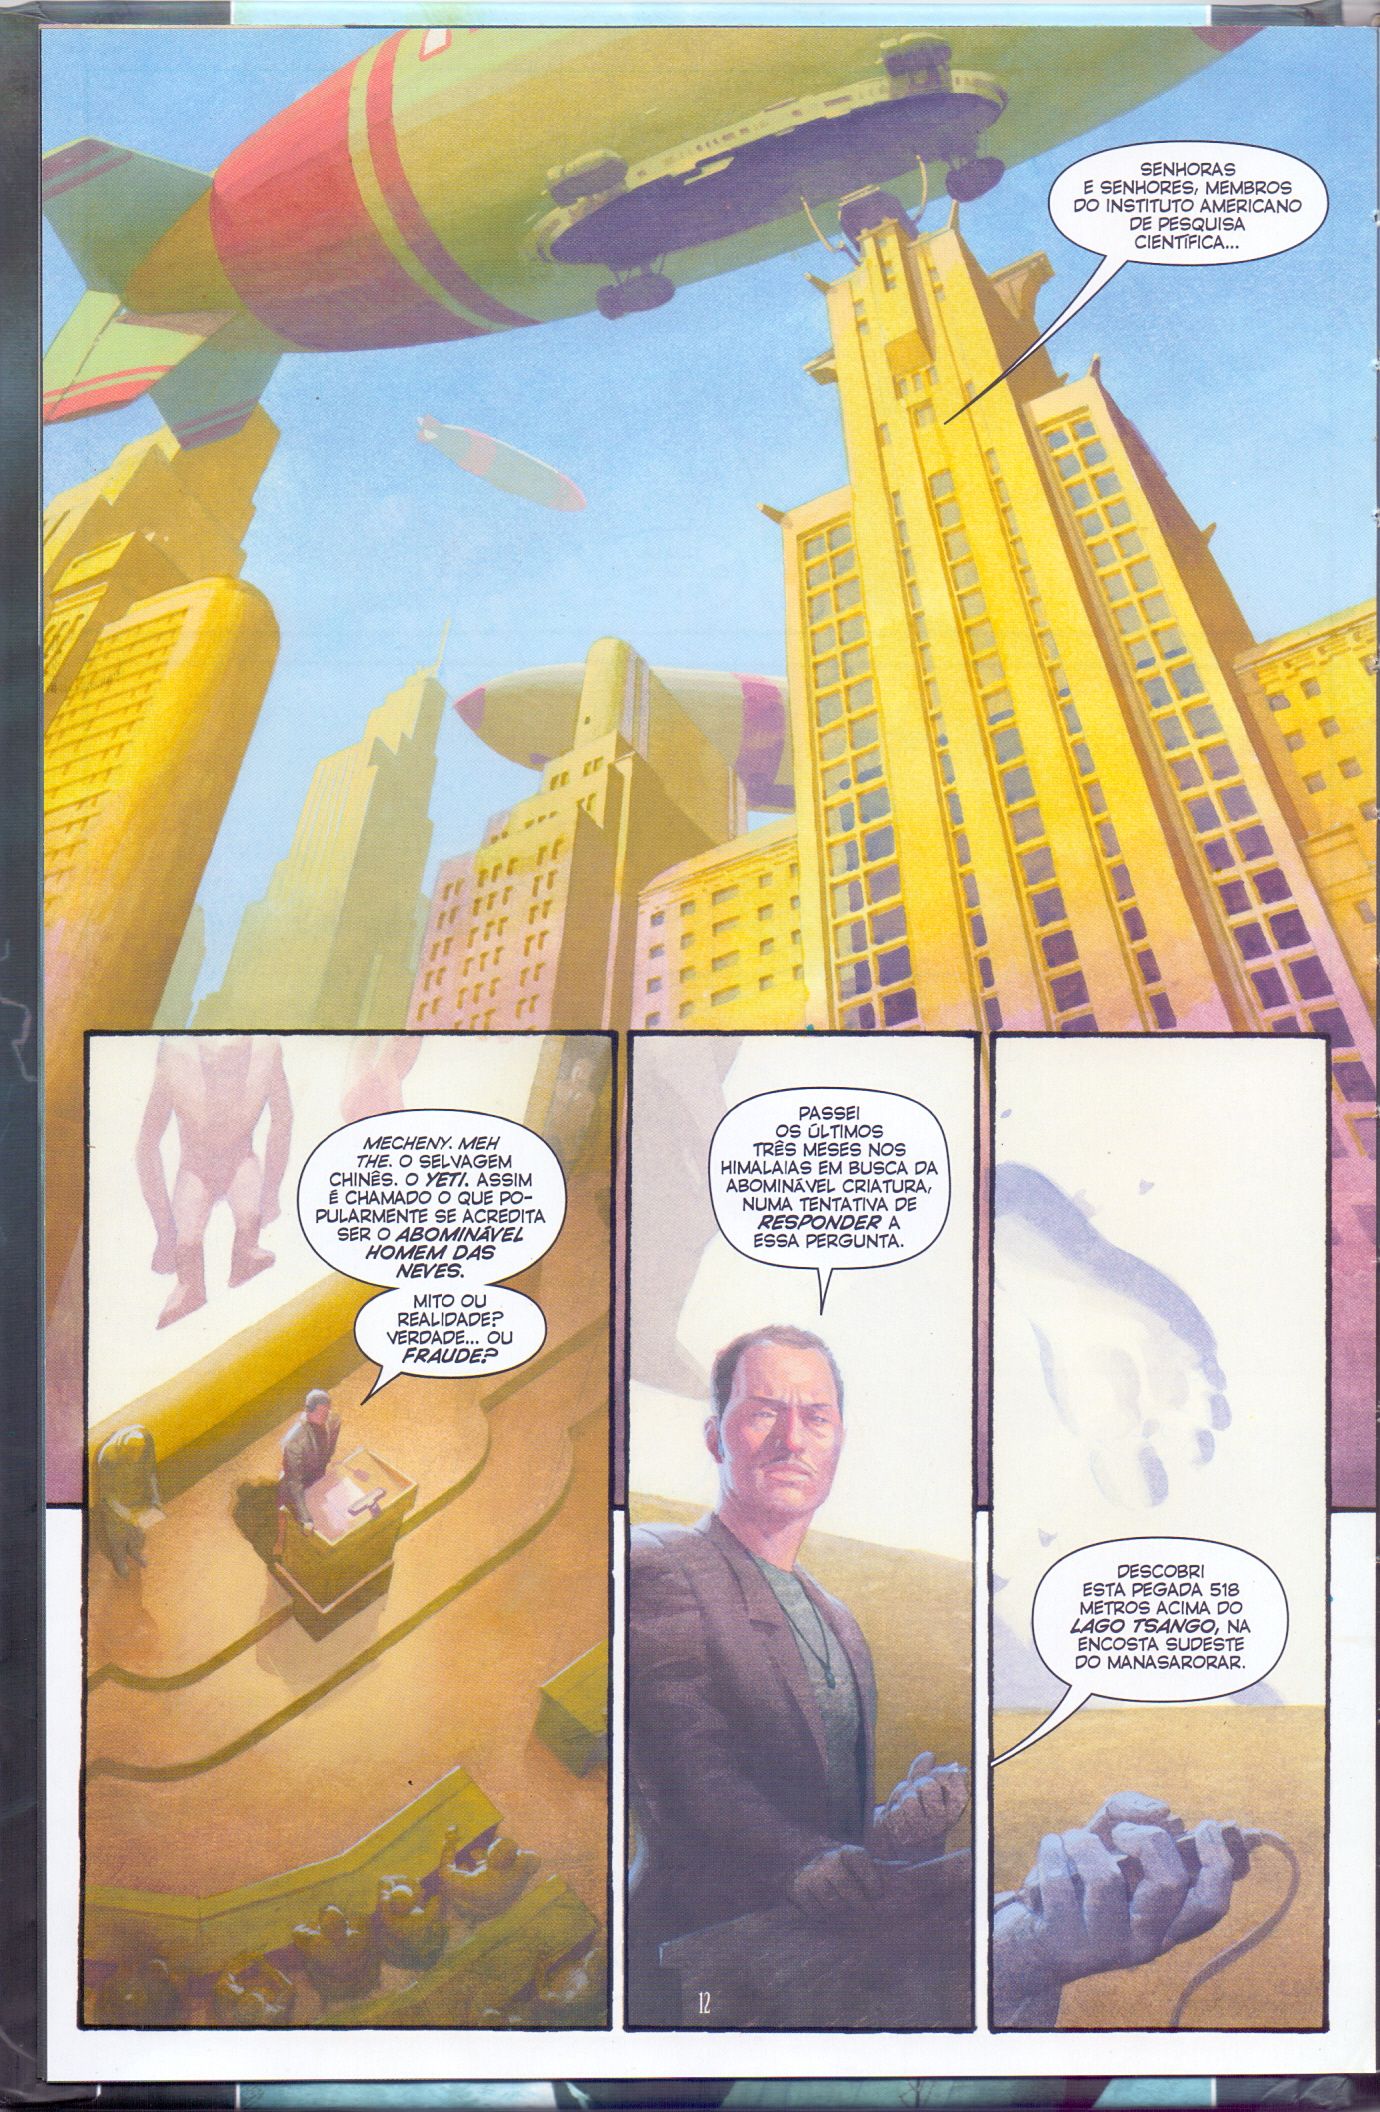 SENHORAS
E SENHORES, MEMBROS
DO INSTITUTO AMERICANO
DE PESQUISA
CIENTÍFICA...
MECHENY. MEH
THE. O SELVAGEM
CHINÊS. O YETI. ASSIM
É CHAMADO O QUE PO-
PULARMENTE SE ACREDITA
SER O ABOMINÁVEL
HOMEM DAS
NEVES.
MITO OU
REALIDADE?
VERDADE... OU
FRAUDE?
PASSEI
OS ÚLTIMOS
TRÊS MESES NOS
HIMALAIAS EM BUSCA DA
ABOMINÁVEL CRIATURA,
NUMA TENTATIVA DE
RESPONDER A
ESSA PERGUNTA.
DESCOBRI
ESTA PEGADA 518
METROS ACIMA DO
LAGO TSANGO, NA
ENCOSTA SUDESTE
DO MANASARORAR.
12